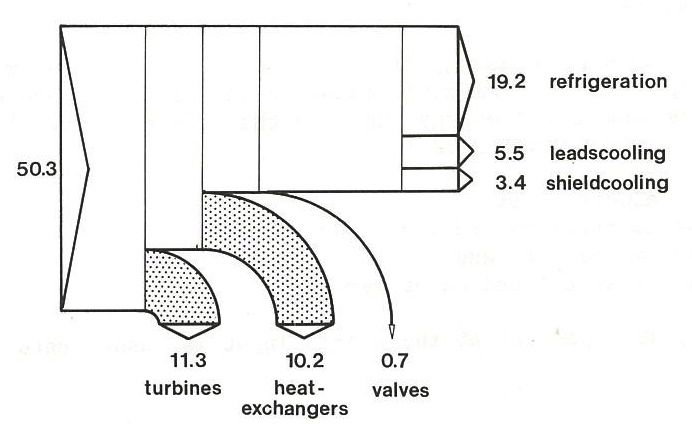 19.2 refrigeration
50.3
5.5 leadscooling
3.4 shieldcooling
11.3
turbines
10.2
heat-
exchangers
0.7
valves